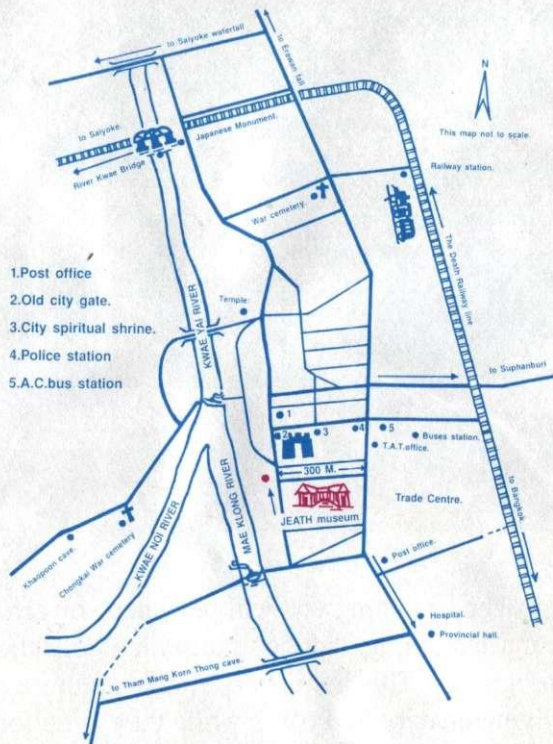 to Saiyoke waterfall
to Erawan fall
N
This map not to scale.
to Saiyoke.
Japanese Monument.
River Kwae Bridge
Railway station.
War cemetery.
The Death Railway line
1.Post office
2.Old city gate.
3.City spiritual shrine.
4.Police station
5.A.C.bus station
Temple.
KWAE YAI RIVER
to Suphanburi
1
2
3
4
5
Buses station.
T.A.T.office.
300 M.
JEATH museum
Trade Centre.
to Bangkok.
MAE KLONG RIVER
KWAE NOI RIVER
Khaopoon cave.
Chongkai War cemetery
Post office.
Hospital.
Provincial hall.
to Tham Mang Korn Thong cave.